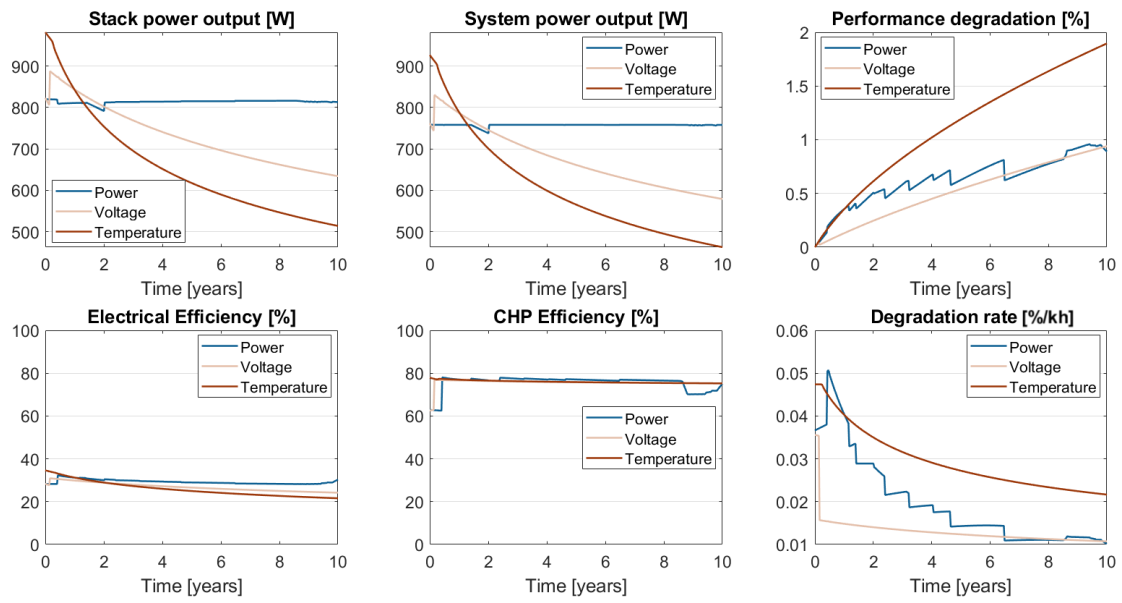 Stack power output [W]
900
800
700
600
500
Power
Voltage
Temperature
0 2 4 6 8 10
Time [years]
System power output [W]
900
800
700
600
500
Power
Voltage
Temperature
0 2 4 6 8 10
Time [years]
Performance degradation [%]
2
1.5
1
0.5
0
Power
Voltage
Temperature
0 2 4 6 8 10
Time [years]
Electrical Efficiency [%]
100
80
60
40
20
0
Power
Voltage
Temperature
0 2 4 6 8 10
Time [years]
CHP Efficiency [%]
100
80
60
40
20
0
Power
Voltage
Temperature
0 2 4 6 8 10
Time [years]
Degradation rate [%/kh]
0.06
0.05
0.04
0.03
0.02
0.01
Power
Voltage
Temperature
0 2 4 6 8 10
Time [years]